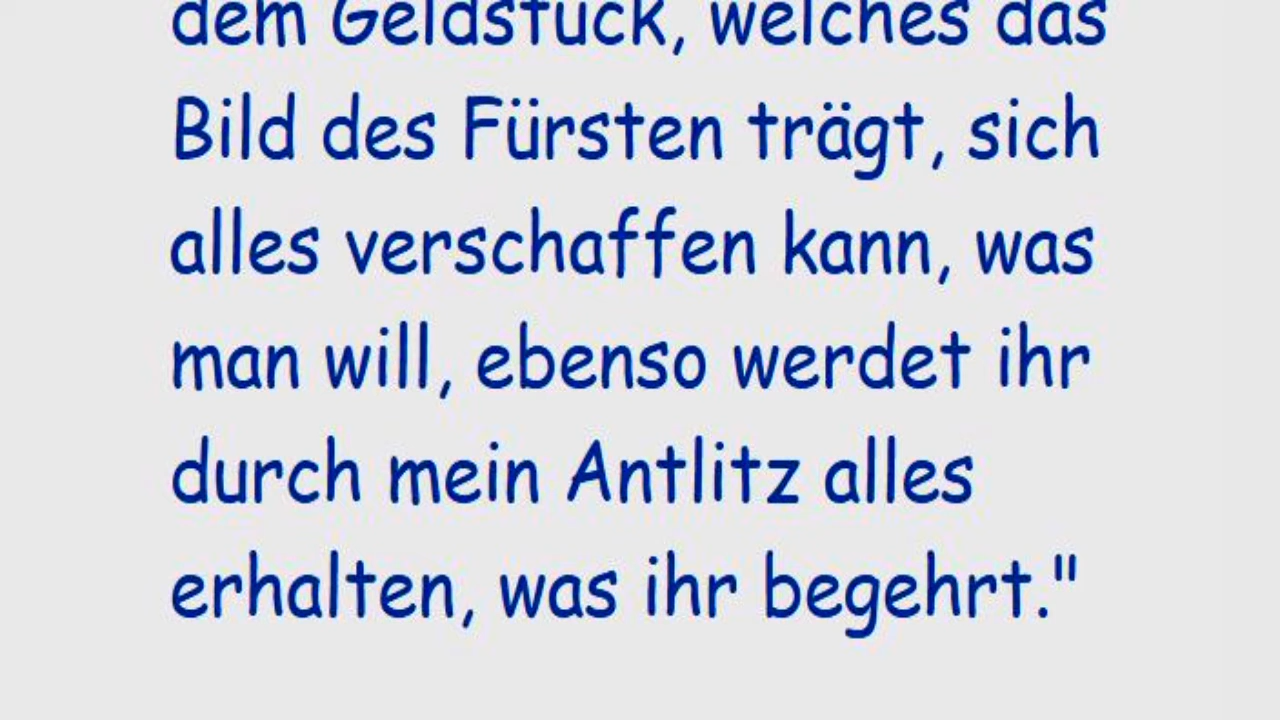 dem Geldstück, welches das
Bild des Fürsten trägt, sich
alles verschaffen kann, was
man will, ebenso werdet ihr
durch mein Antlitz alles
erhalten, was ihr begehrt."